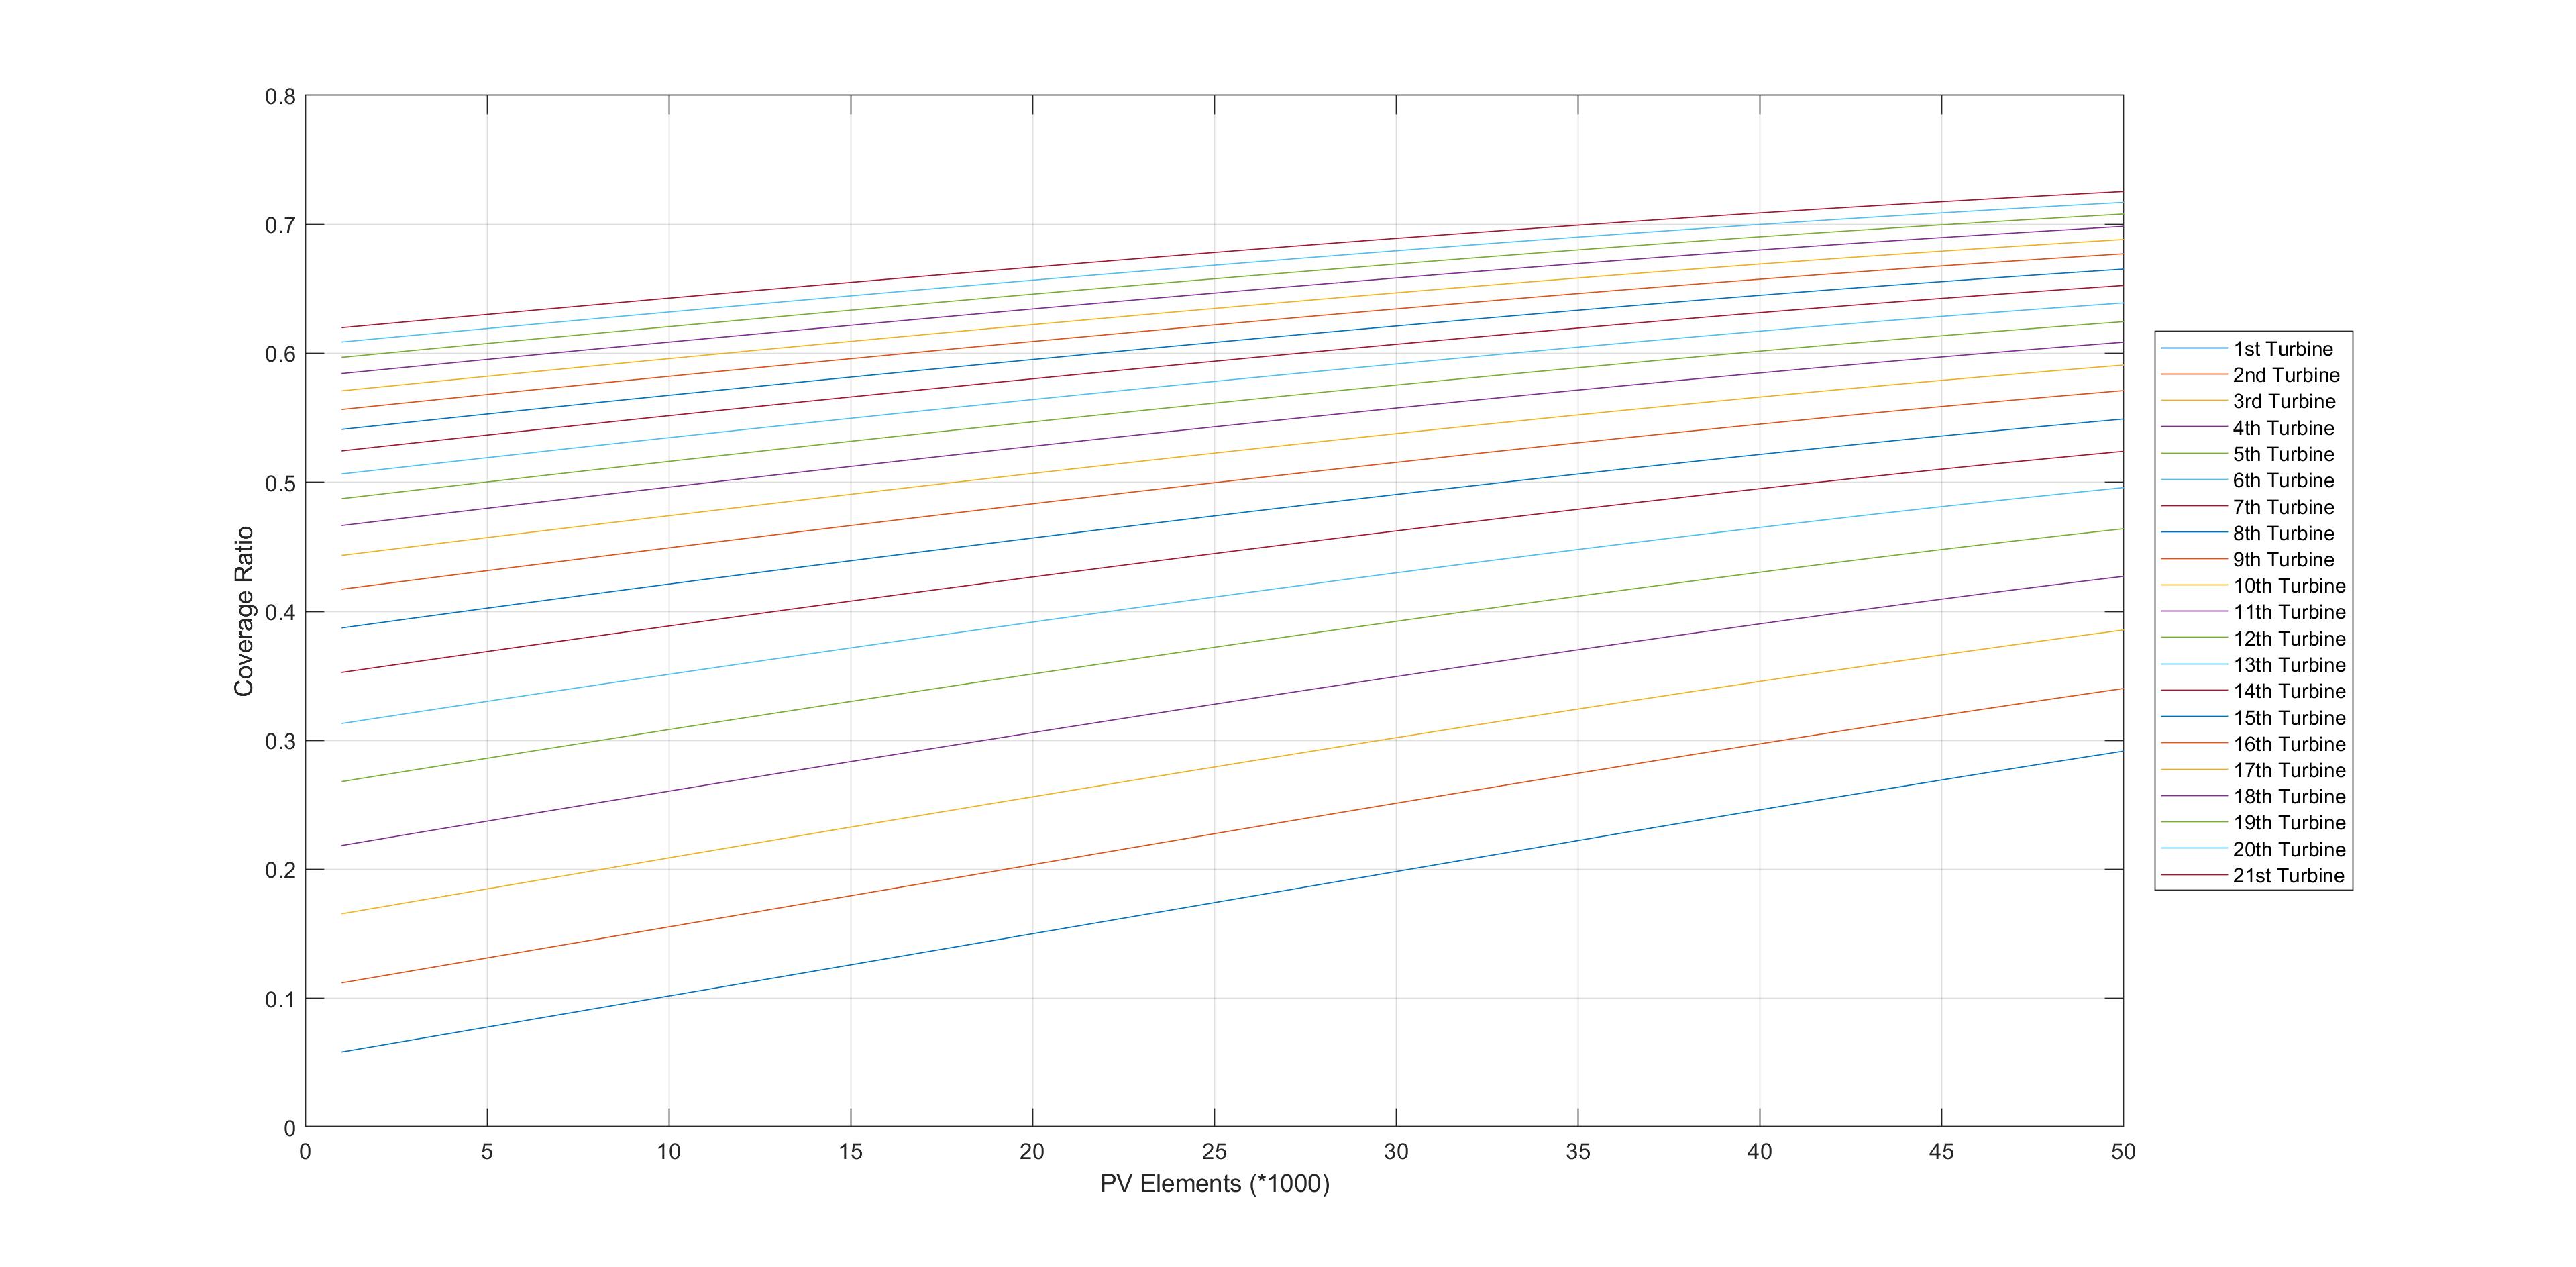 0.8
0.7
0.6
0.5
0.4
0.3
0.2
0.1
0
Coverage Ratio
0 5 10 15 20 25 30 35 40 45 50
PV Elements (*1000)
1st Turbine
2nd Turbine
3rd Turbine
4th Turbine
5th Turbine
6th Turbine
7th Turbine
8th Turbine
9th Turbine
10th Turbine
11th Turbine
12th Turbine
13th Turbine
14th Turbine
15th Turbine
16th Turbine
17th Turbine
18th Turbine
19th Turbine
20th Turbine
21st Turbine